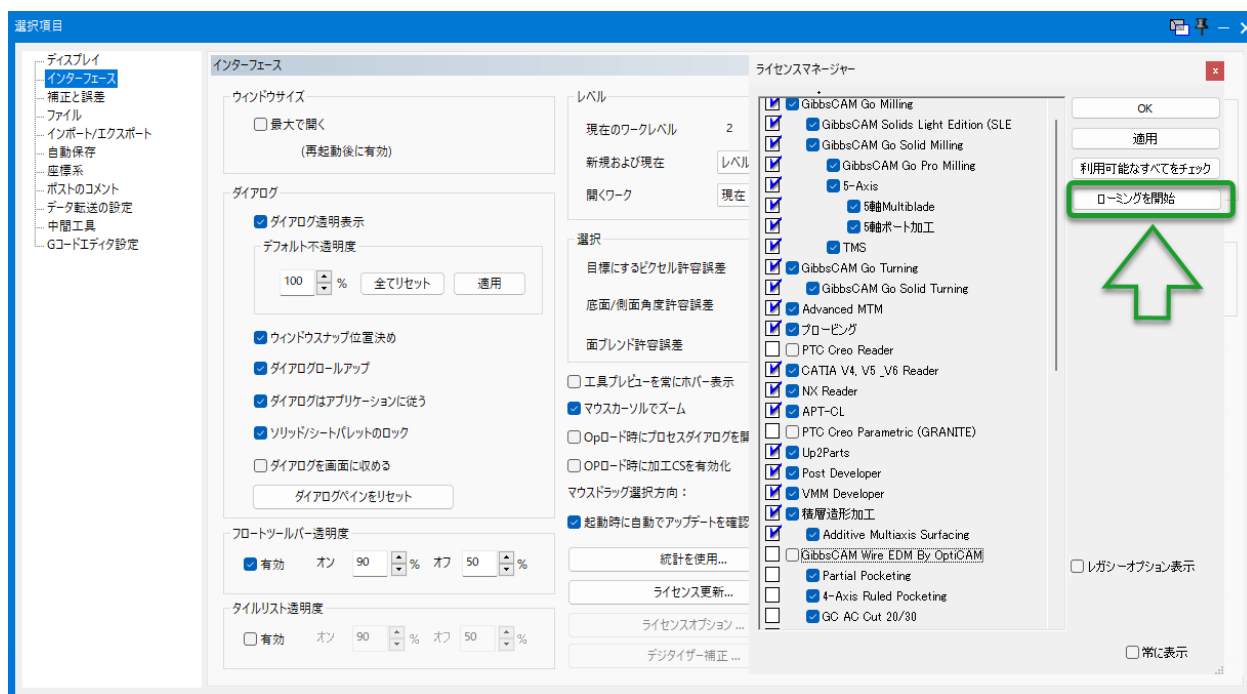 選択項目
ディスプレイ
インターフェース
補正と誤差
ファイル
インポート/エクスポート
自動保存
座標系
ポストのコメント
データ転送の設定
中間工具
Gコードエディタ設定
インターフェース
ウィンドウサイズ
最大で開く
(再起動後に有効)
ダイアログ
ダイアログ透明表示
デフォルト不透明度
100 % 全てリセット 適用
ウィンドウスナップ位置決め
ダイアログロールアップ
ダイアログはアプリケーションに従う
ソリッド/シートパレットのロック
ダイアログを画面に収める
ダイアログペインをリセット
フロートツールバー透明度
有効 オン 90 % オフ 50 %
タイルリスト透明度
有効 オン 90 % オフ 50 %
レベル
現在のワークレベル 2
新規および現在 レベル
開くワーク 現在
選択
目標にするピクセル許容誤差
底面/側面角度許容誤差
面ブレンド許容誤差
工具プレビューを常にホバー表示
マウスカーソルでズーム
Opロード時にプロセスダイアログを開
OPロード時に加工CSを有効化
マウスドラッグ選択方向：
起動時に自動でアップデートを確認
統計を使用...
ライセンス更新...
ライセンスオプション ...
デジタイザー補正 ...
ライセンスマネージャー
GibbsCAM Go Milling
GibbsCAM Solids Light Edition (SLE
GibbsCAM Go Solid Milling
GibbsCAM Go Pro Milling
5-Axis
5軸Multiblade
5軸ポート加工
TMS
GibbsCAM Go Turning
GibbsCAM Go Solid Turning
Advanced MTM
プロービング
PTC Creo Reader
CATIA V4, V5 _V6 Reader
NX Reader
APT-CL
PTC Creo Parametric (GRANITE)
Up2Parts
Post Developer
VMM Developer
積層造形加工
Additive Multiaxis Surfacing
GibbsCAM Wire EDM By OptiCAM
Partial Pocketing
4-Axis Ruled Pocketing
GC AC Cut 20/30
OK
適用
利用可能なすべてをチェック
ローミングを開始
レガシーオプション表示
常に表示